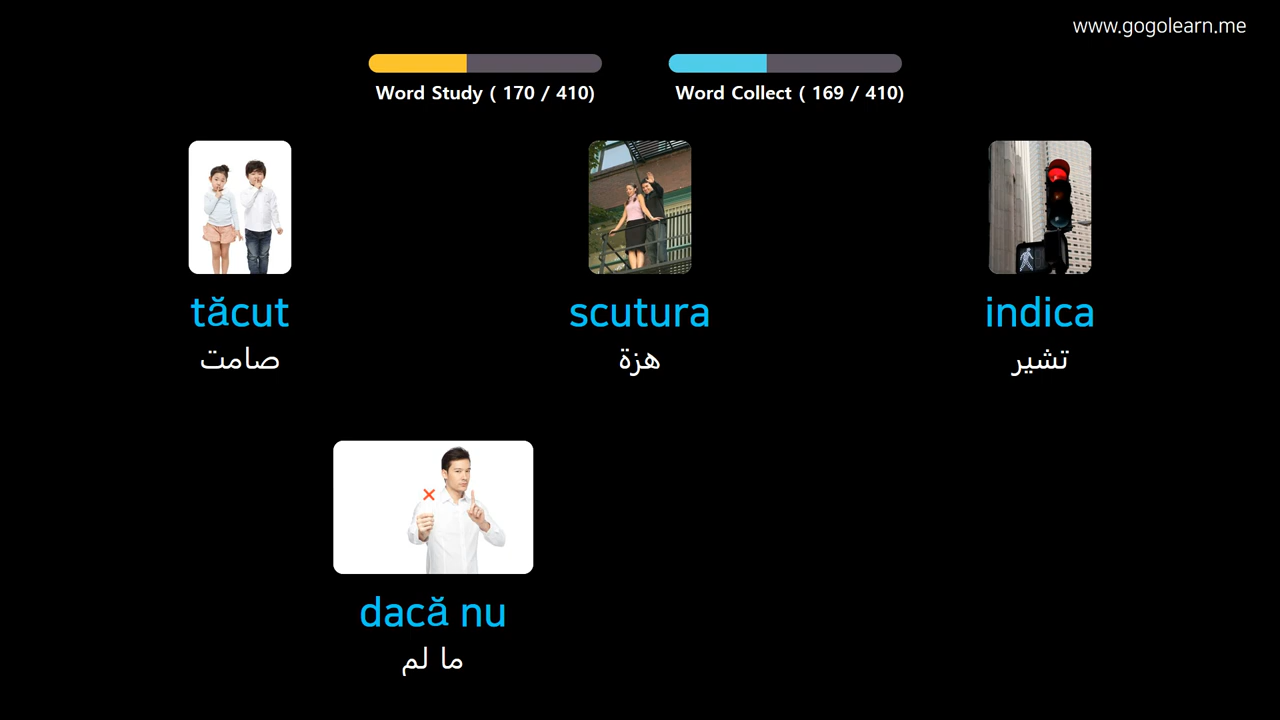 www.gogolearn.me
Word Study ( 170 / 410)
Word Collect ( 169 / 410)
tăcut
صامت
scutura
هزة
indica
تشير
dacă nu
ما لم